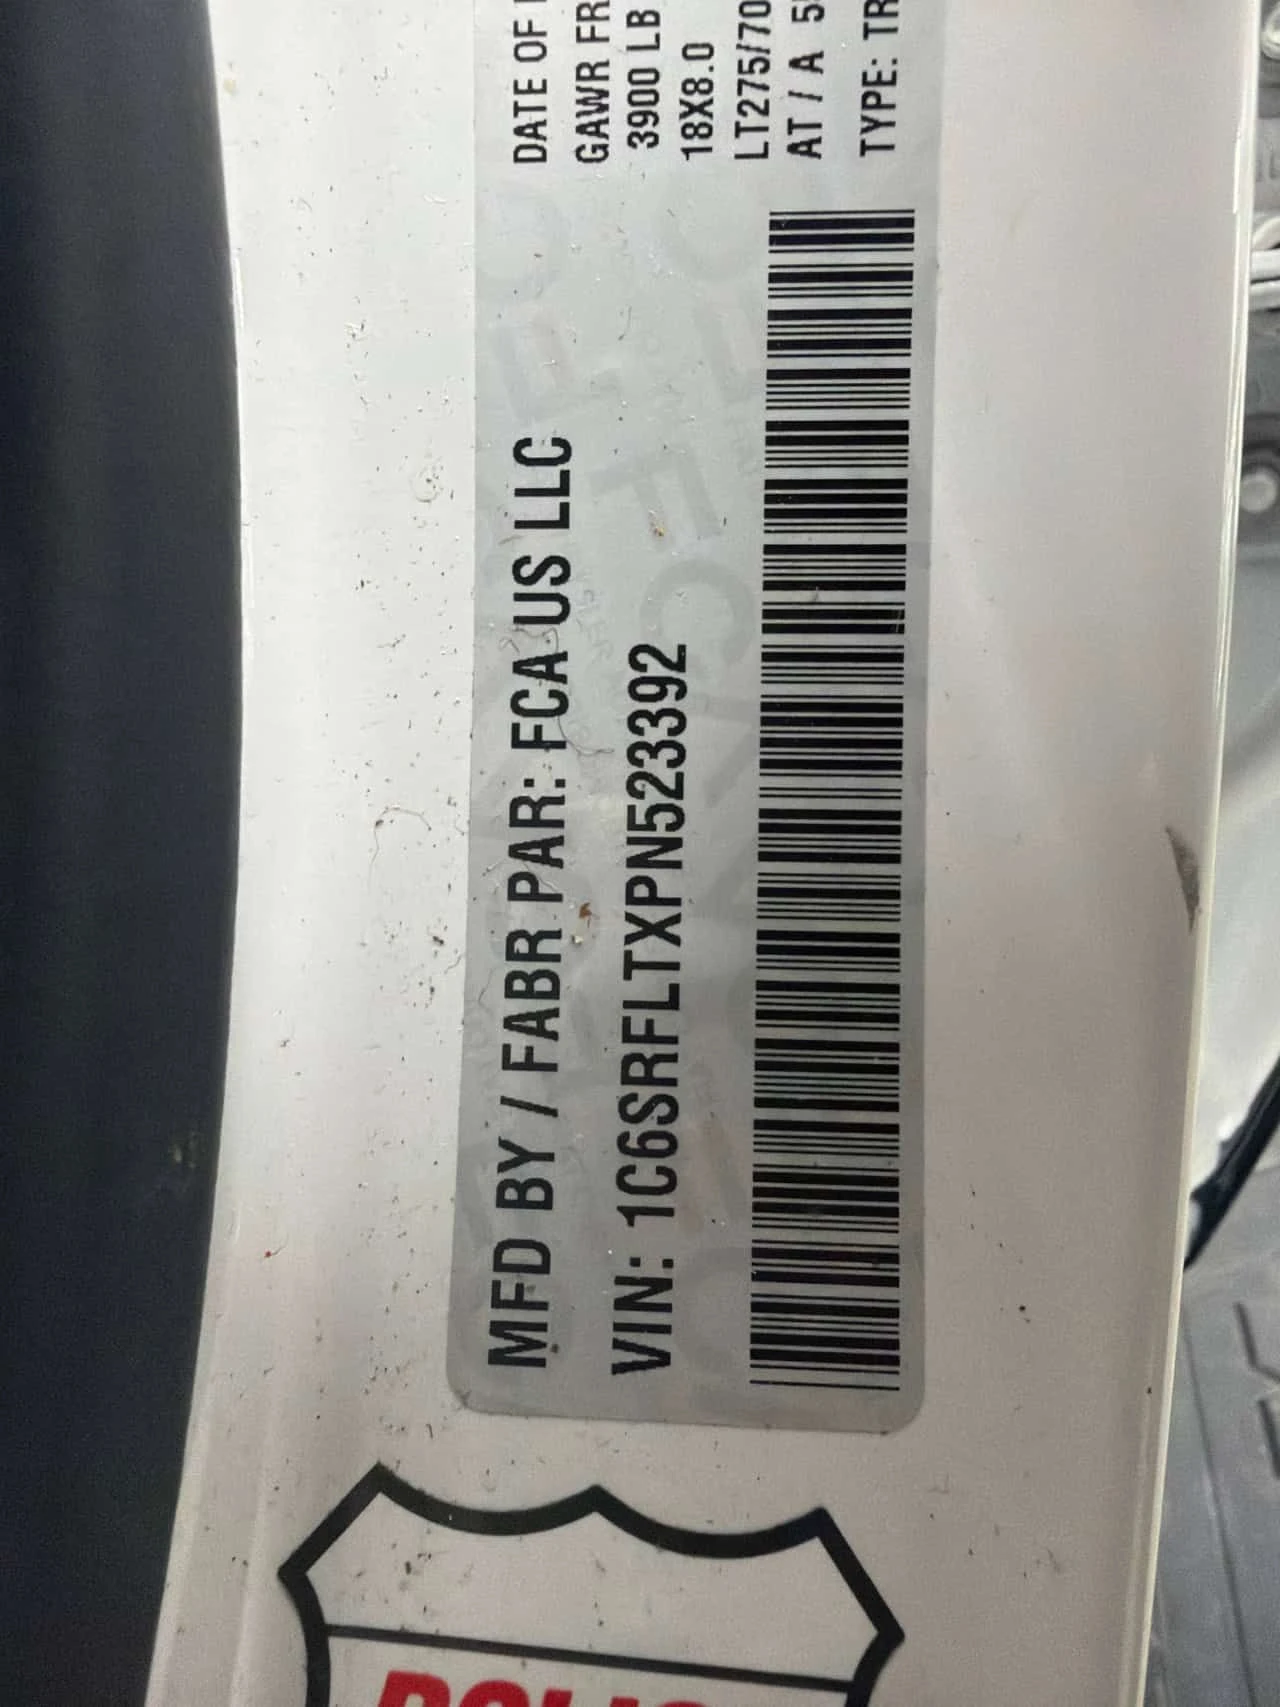 MFD BY / FABR PAR: FCA US LLC
VIN: 1C6SRFLTXPN523392
DATE OF
GAWR FR
3900 LB
18X8.0
LT275/70
AT / A
TYPE: TR